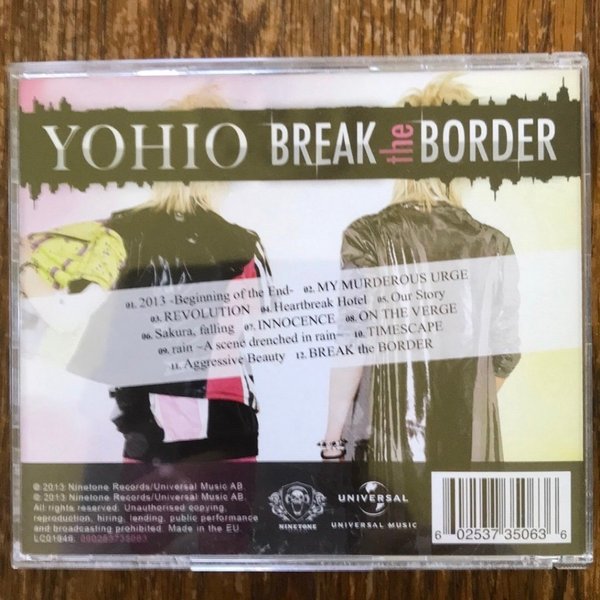 YOHIO BREAK the BORDER
01. 2013 -Beginning of the End- 02. MY MURDEROUS URGE
03. REVOLUTION 04. Heartbreak Hotel 05. Our Story
06. Sakura, falling 07. INNOCENCE 08. ON THE VERGE
09. rain ~A scene drenched in rain~ 10. TIMESCAPE
11. Aggressive Beauty 12. BREAK the BORDER
℗ 2013 Ninetone Records/Universal Music AB
© 2013 Ninetone Records/Universal Music AB.
All rights reserved. Unauthorised copying,
reproduction, hiring, lending, public performance
and broadcasting prohibited. Made in the EU.
LC01846. 060253735063
NINETONE
UNIVERSAL
UNIVERSAL MUSIC
6 02537 35063 6